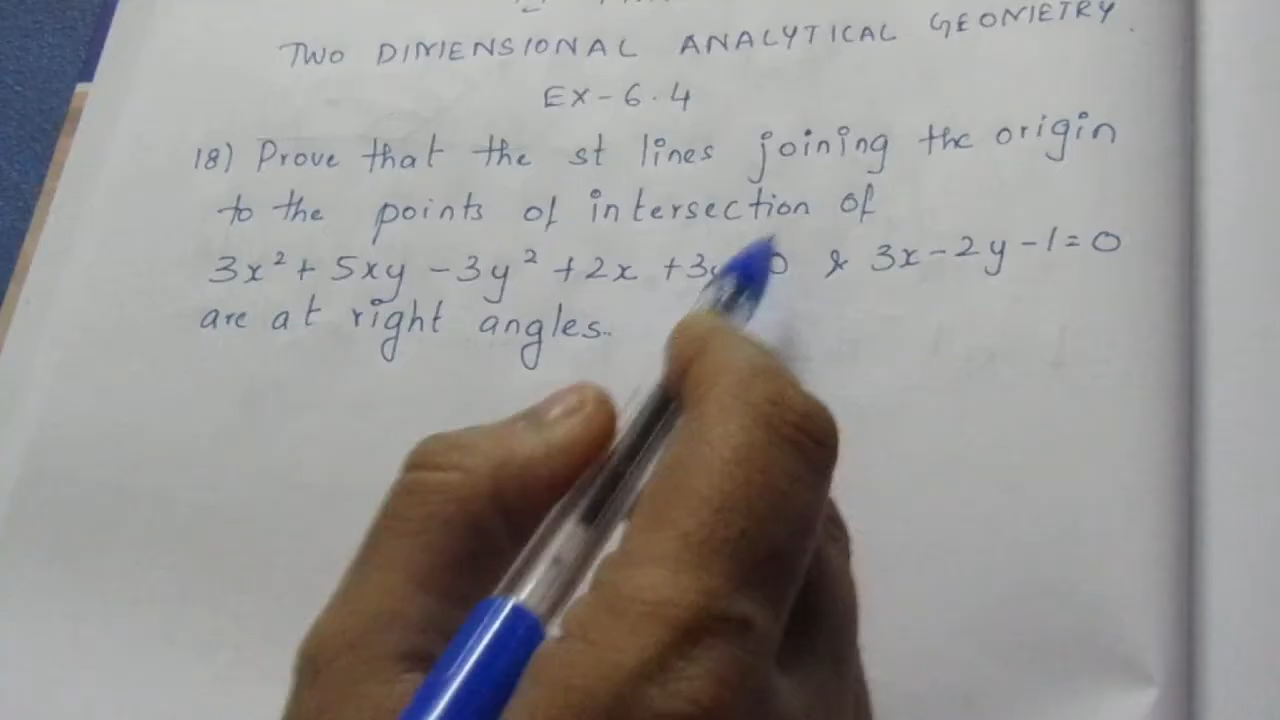 TWO DIMENSIONAL ANALYTICAL GEOMETRY
EX-6.4
18) Prove that the st lines joining the origin
to the points of intersection of
3x² + 5xy - 3y² + 2x + 3 0 & 3x - 2y - 1 = 0
are at right angles..